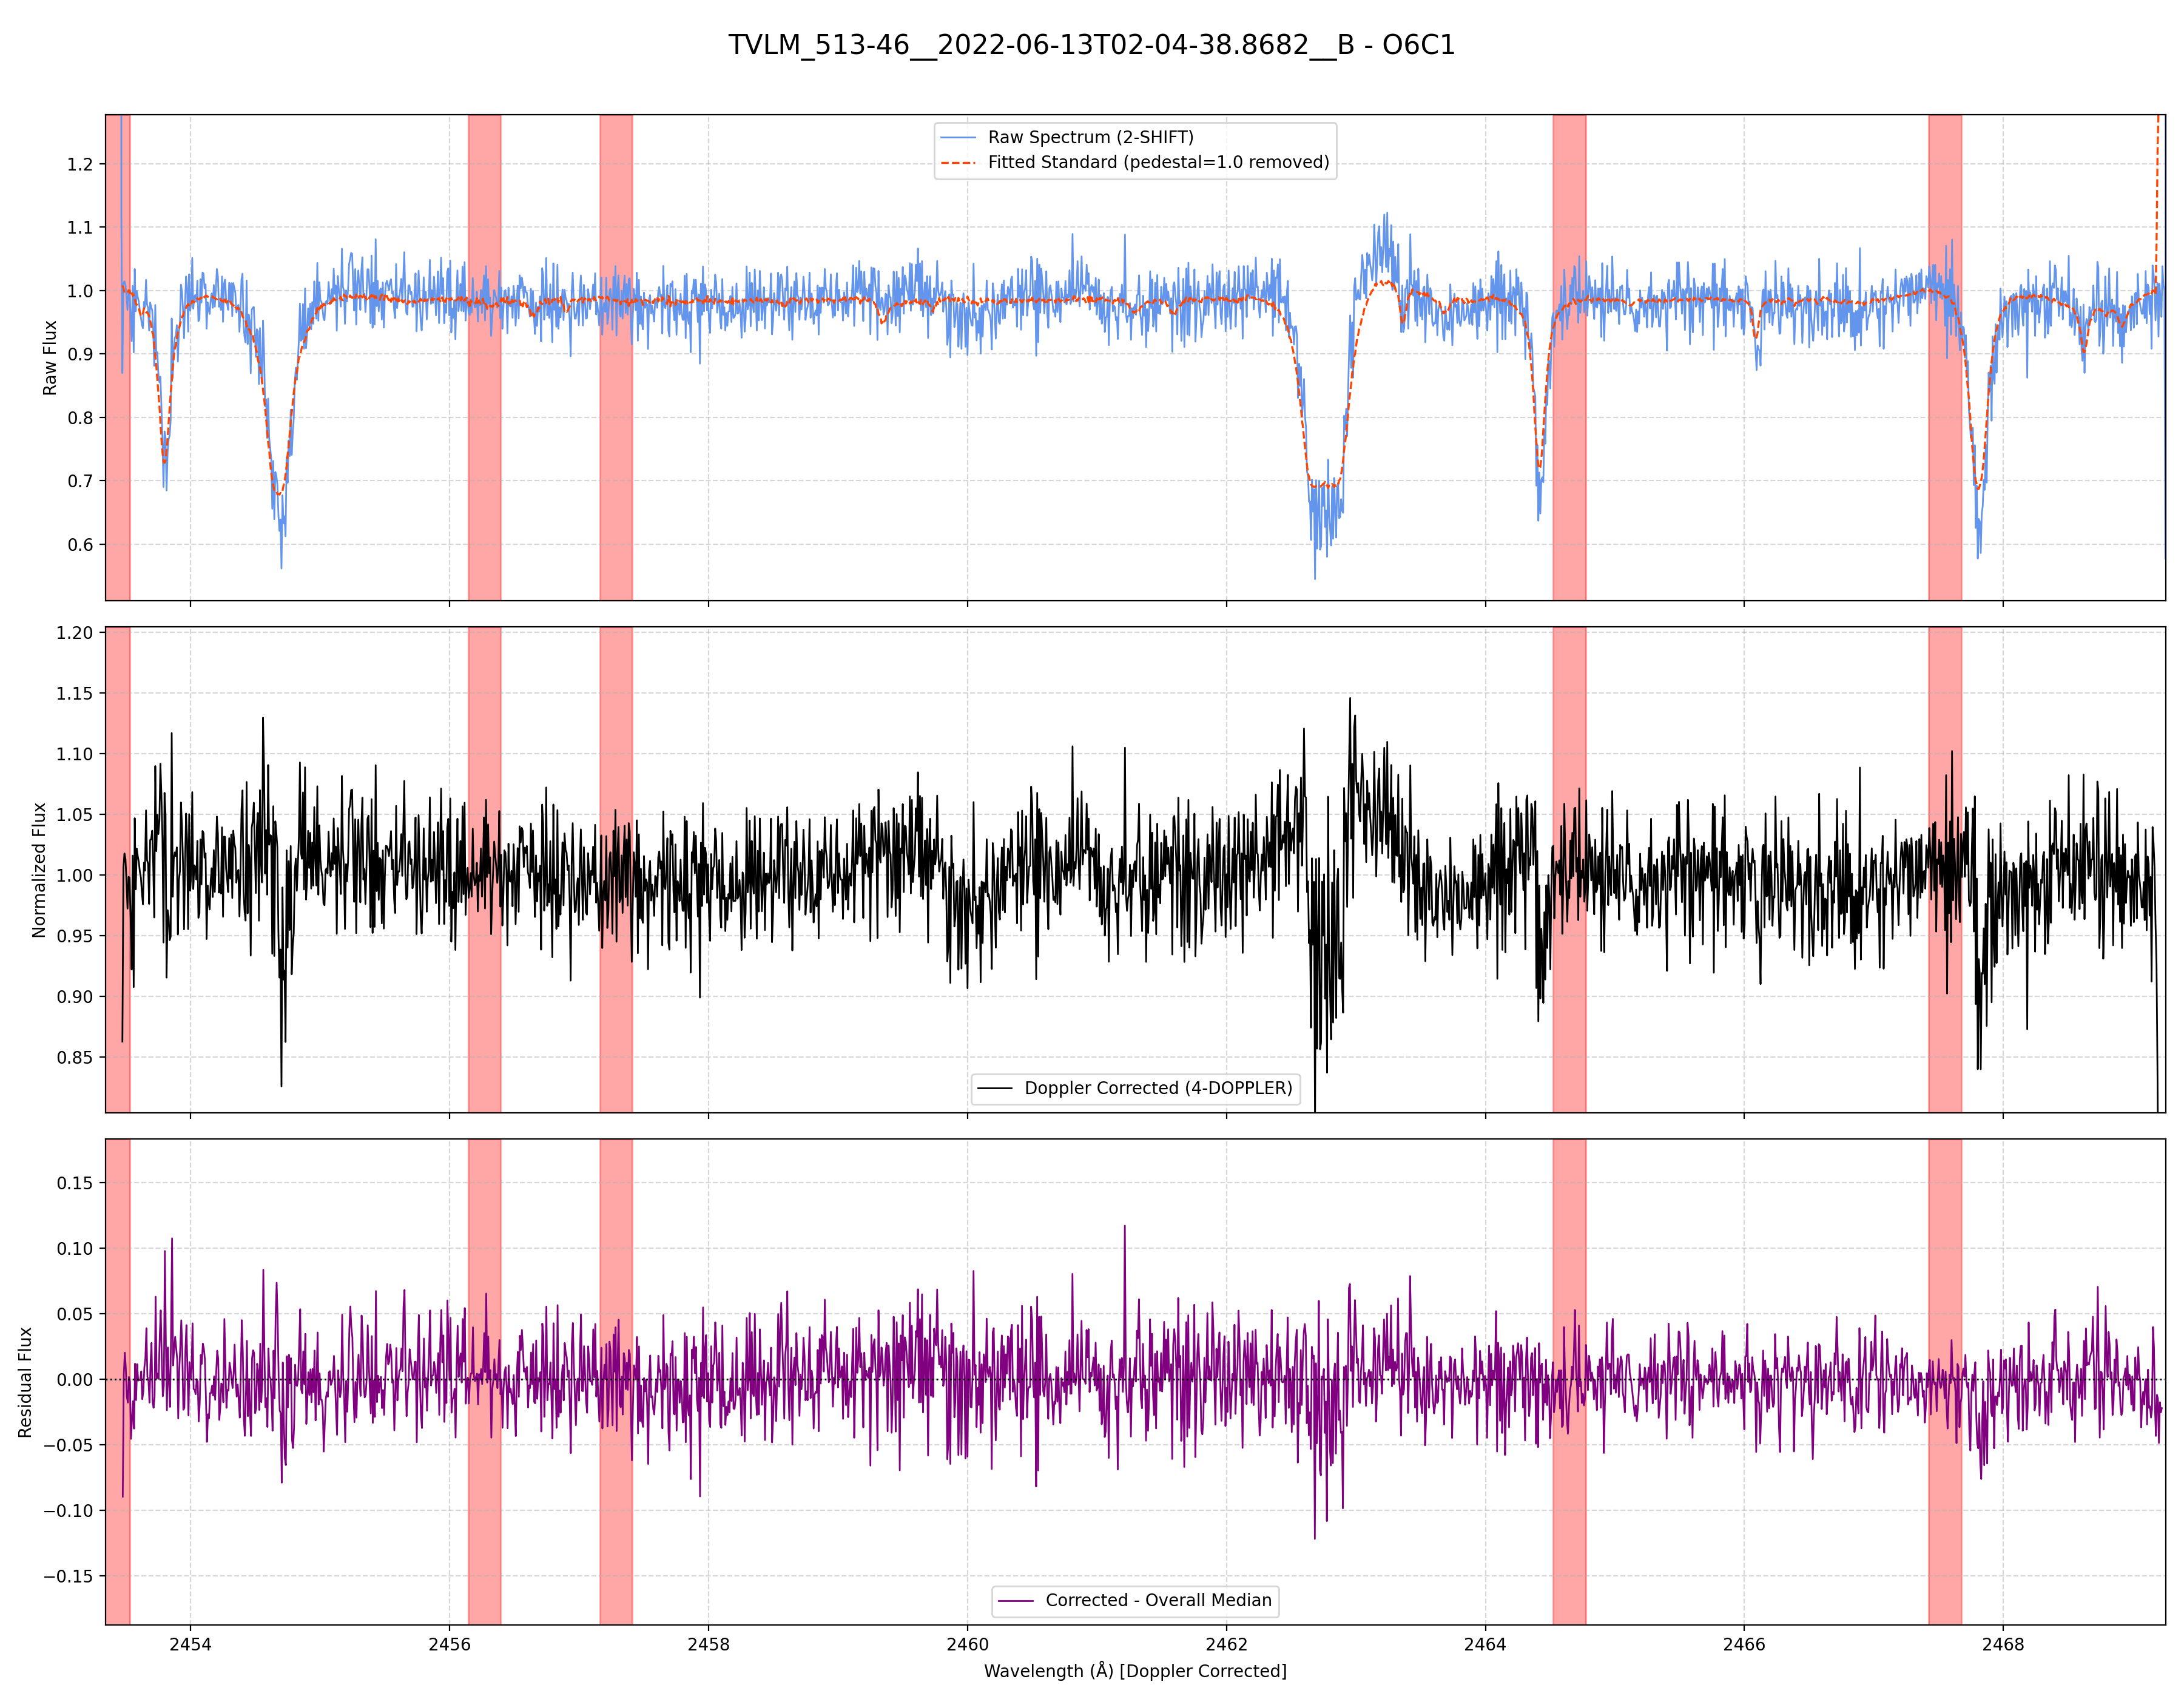 TVLM_513-46__2022-06-13T02-04-38.8682__B - O6C1
Raw Spectrum (2-SHIFT)
Fitted Standard (pedestal=1.0 removed)
Raw Flux
1.2
1.1
1.0
0.9
0.8
0.7
0.6
Normalized Flux
1.20
1.15
1.10
1.05
1.00
0.95
0.90
0.85
Doppler Corrected (4-DOPPLER)
Residual Flux
0.15
0.10
0.05
0.00
−0.05
−0.10
−0.15
Corrected - Overall Median
2454 2456 2458 2460 2462 2464 2466 2468
Wavelength (Å) [Doppler Corrected]